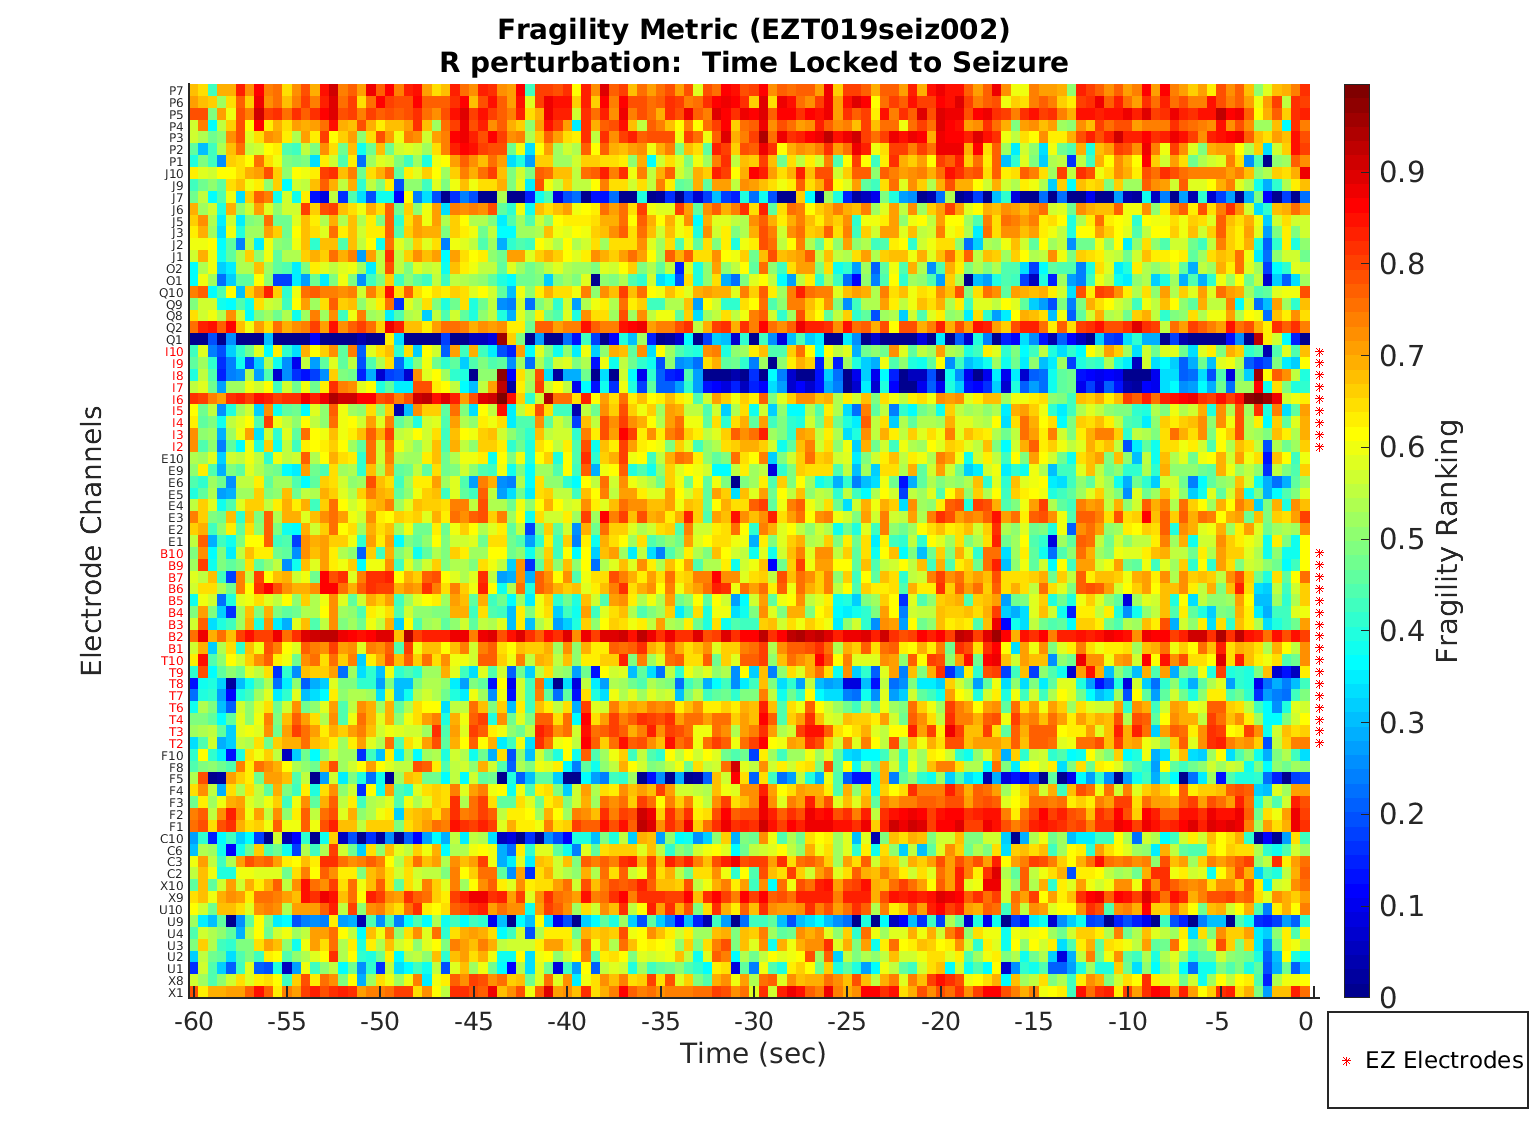 Fragility Metric (EZT019seiz002)
R perturbation:  Time Locked to Seizure
Electrode Channels
P7
P6
P5
P4
P3
P2
P1
J10
J9
J7
J6
J5
J3
J2
J1
O2
O1
Q10
Q9
Q8
Q2
Q1
I10
I9
I8
I7
I6
I5
I4
I3
I2
E10
E9
E6
E5
E4
E3
E2
E1
B10
B9
B7
B6
B5
B4
B3
B2
B1
T10
T9
T8
T7
T6
T4
T3
T2
F10
F8
F5
F4
F3
F2
F1
C10
C6
C3
C2
X10
X9
U10
U9
U4
U3
U2
U1
X8
X1
-60 -55 -50 -45 -40 -35 -30 -25 -20 -15 -10 -5 0
Time (sec)
0.9
0.8
0.7
0.6
0.5
0.4
0.3
0.2
0.1
0
Fragility Ranking
EZ Electrodes